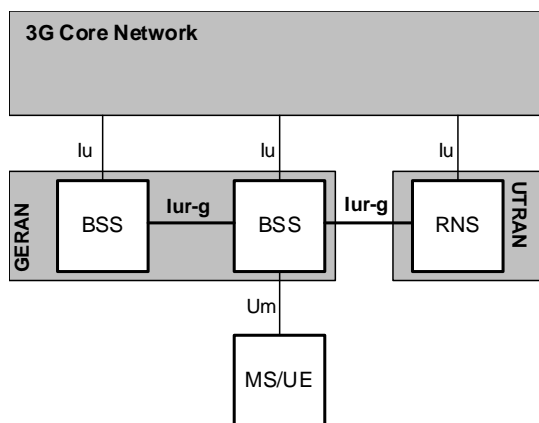 3G Core Network
Iu
Iu
Iu
GERAN
BSS
Iur-g
BSS
Iur-g
RNS
UTRAN
Um
MS/UE